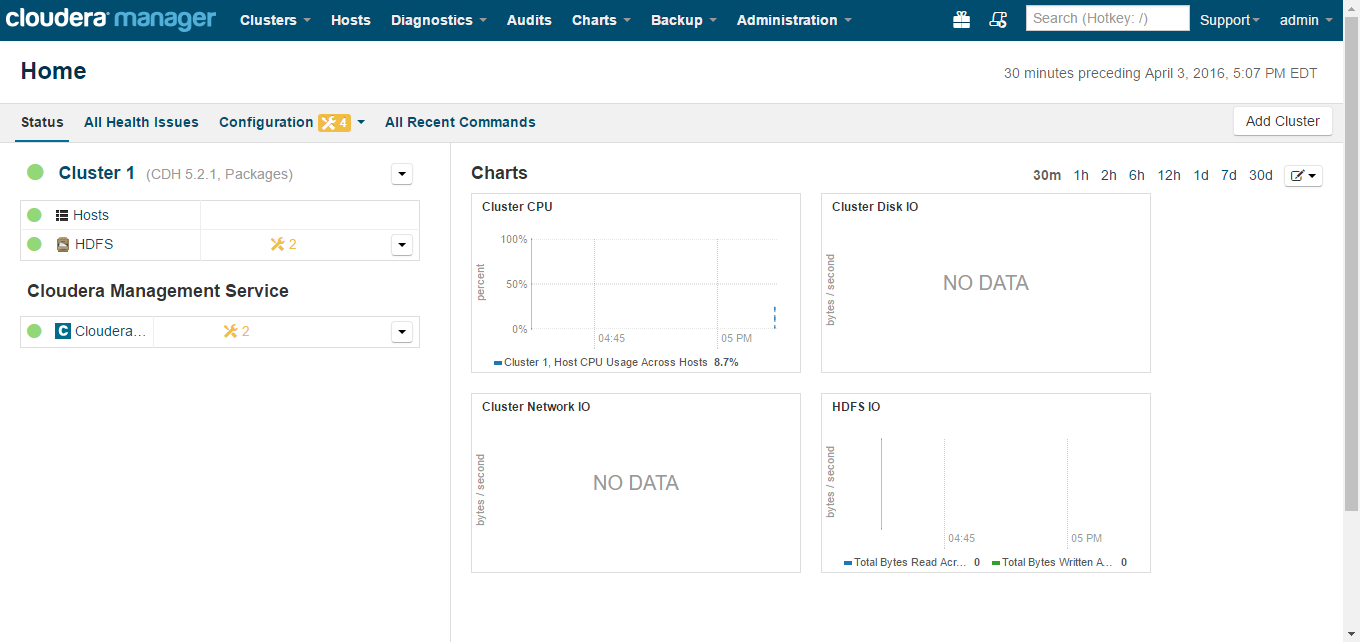 cloudera manager Clusters Hosts Diagnostics Audits Charts Backup Administration Search (Hotkey: /) Support admin
Home
30 minutes preceding April 3, 2016, 5:07 PM EDT
Status All Health Issues Configuration 4 All Recent Commands Add Cluster
Cluster 1 (CDH 5.2.1, Packages)
Hosts
HDFS 2
Cloudera Management Service
C Cloudera... 2
Charts
30m 1h 2h 6h 12h 1d 7d 30d
Cluster CPU
percent
100%
50%
0%
04:45 05 PM
Cluster 1, Host CPU Usage Across Hosts 8.7%
Cluster Disk IO
bytes / second
NO DATA
Cluster Network IO
bytes / second
NO DATA
HDFS IO
bytes / second
04:45 05 PM
Total Bytes Read Acr... 0 Total Bytes Written A... 0